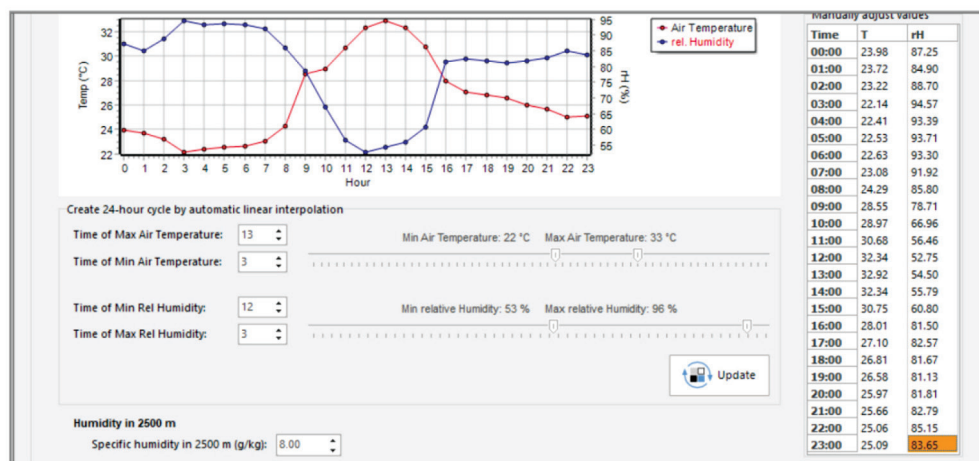 Manually adjust values
Air Temperature
rel. Humidity
Temp (°C)
32
30
28
26
24
22
95
90
85
80
75
70
65
60
55
rH (%)
0 1 2 3 4 5 6 7 8 9 10 11 12 13 14 15 16 17 18 19 20 21 22 23
Hour
Time T rH
00:00 23.98 87.25
01:00 23.72 84.90
02:00 23.22 88.70
03:00 22.14 94.57
04:00 22.41 93.39
05:00 22.53 93.71
06:00 22.63 93.30
07:00 23.08 91.92
08:00 24.29 85.80
09:00 28.55 78.71
10:00 28.97 66.96
11:00 30.68 56.46
12:00 32.34 52.75
13:00 32.92 54.50
14:00 32.34 55.79
15:00 30.75 60.80
16:00 28.01 81.50
17:00 27.10 82.57
18:00 26.81 81.67
19:00 26.58 81.13
20:00 25.97 81.81
21:00 25.66 82.79
22:00 25.06 85.15
23:00 25.09 83.65
Create 24-hour cycle by automatic linear interpolation
Time of Max Air Temperature: 13
Min Air Temperature: 22 °C Max Air Temperature: 33 °C
Time of Min Air Temperature: 3
Time of Min Rel Humidity: 12
Min relative Humidity: 53 % Max relative Humidity: 96 %
Time of Max Rel Humidity: 3
Update
Humidity in 2500 m
Specific humidity in 2500 m (g/kg): 8.00